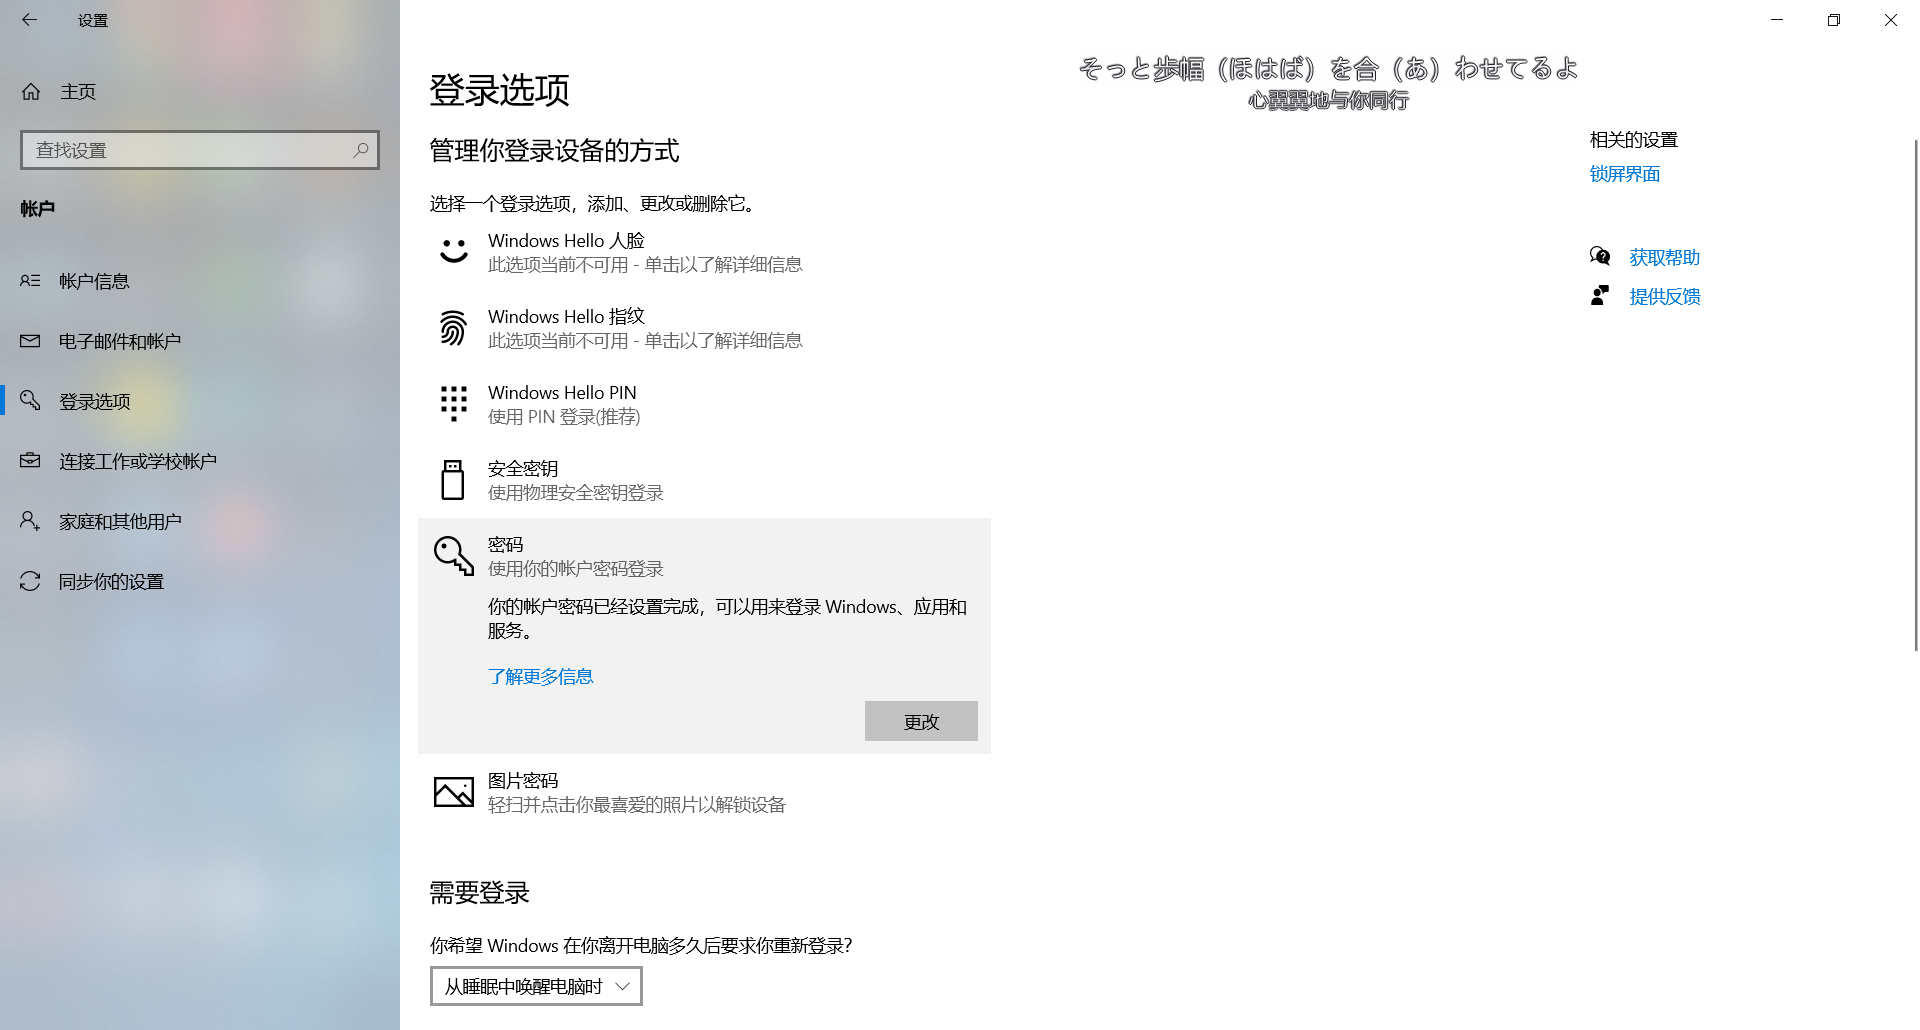 设置
主页
查找设置
帐户
帐户信息
电子邮件和帐户
登录选项
连接工作或学校帐户
家庭和其他用户
同步你的设置
登录选项
管理你登录设备的方式
选择一个登录选项，添加、更改或删除它。
Windows Hello 人脸
此选项当前不可用 - 单击以了解详细信息
Windows Hello 指纹
此选项当前不可用 - 单击以了解详细信息
Windows Hello PIN
使用 PIN 登录(推荐)
安全密钥
使用物理安全密钥登录
密码
使用你的帐户密码登录
你的帐户密码已经设置完成，可以用来登录 Windows、应用和
服务。
了解更多信息
更改
图片密码
轻扫并点击你最喜爱的照片以解锁设备
需要登录
你希望 Windows 在你离开电脑多久后要求你重新登录?
从睡眠中唤醒电脑时
そっと歩幅（ほはば）を合（あ）わせてるよ
心翼翼地与你同行
相关的设置
锁屏界面
获取帮助
提供反馈